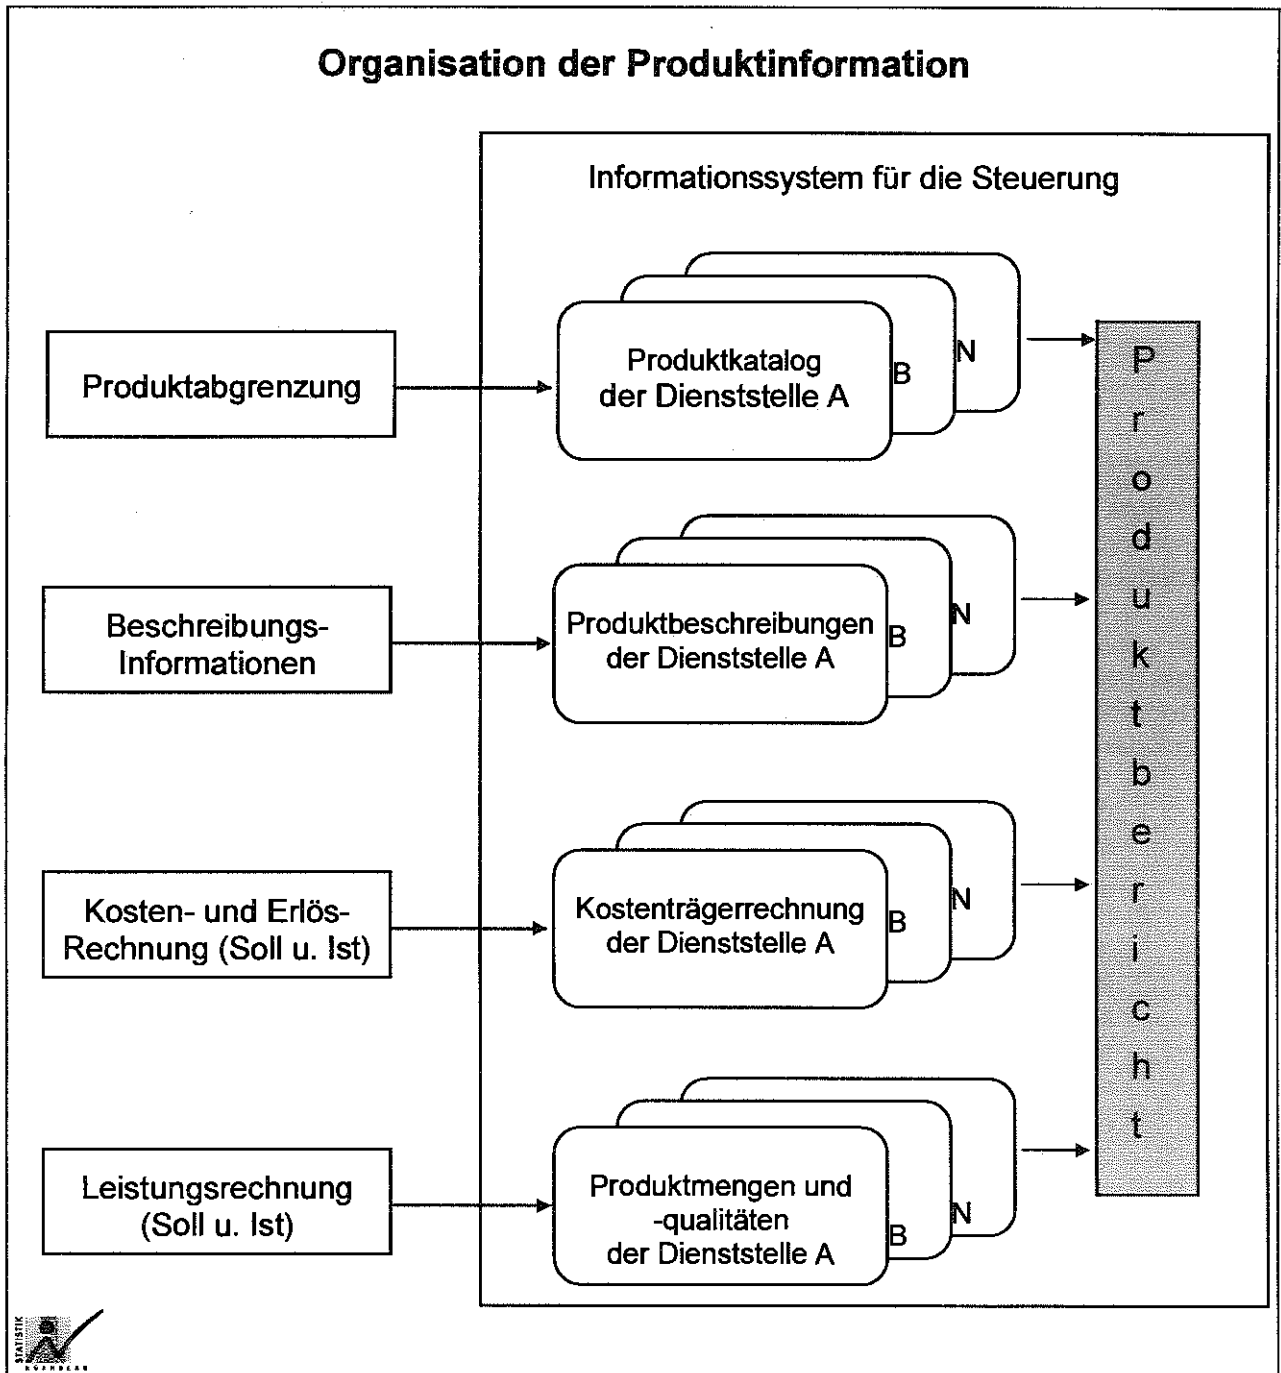 Organisation der Produktinformation
Informationssystem für die Steuerung
Produktabgrenzung
Produktkatalog
der Dienststelle A
B
N
Beschreibungs-
Informationen
Produktbeschreibungen
der Dienststelle A
B
N
Kosten- und Erlös-
Rechnung (Soll u. Ist)
Kostenträgerrechnung
der Dienststelle A
B
N
Leistungsrechnung
(Soll u. Ist)
Produktmengen und
-qualitäten
der Dienststelle A
B
N
Produktbericht
STATISTIK
NÜRNBERG